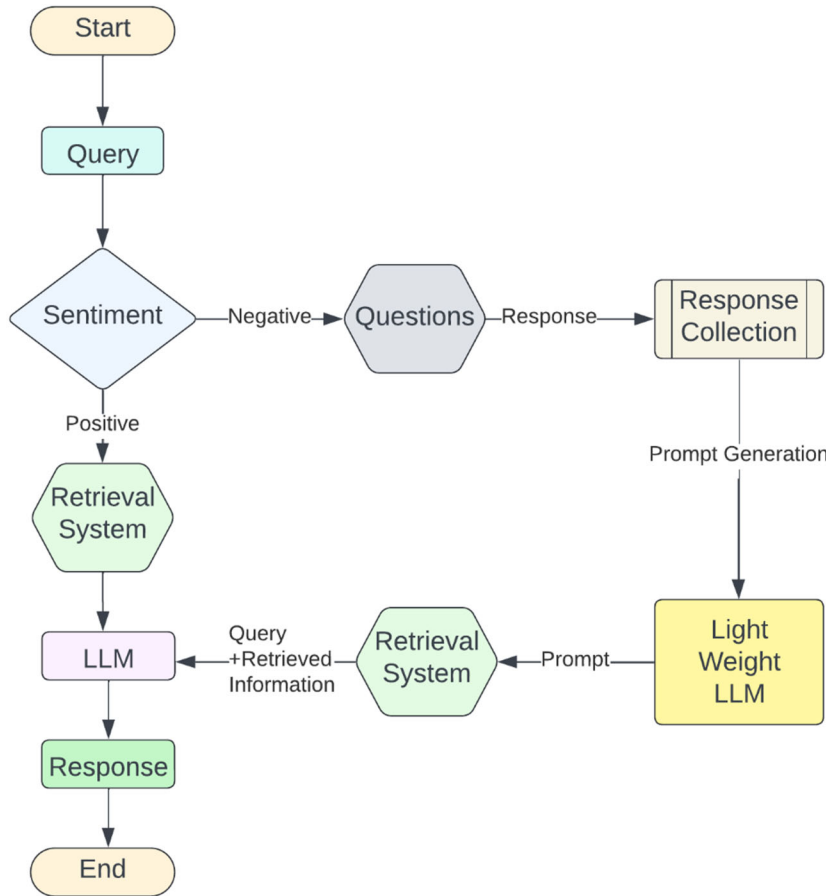 Start
Query
Sentiment
Negative
Questions
Response
Response
Collection
Positive
Prompt Generation
Retrieval
System
Light
Weight
LLM
Prompt
Retrieval
System
Query
+Retrieved
Information
LLM
Response
End